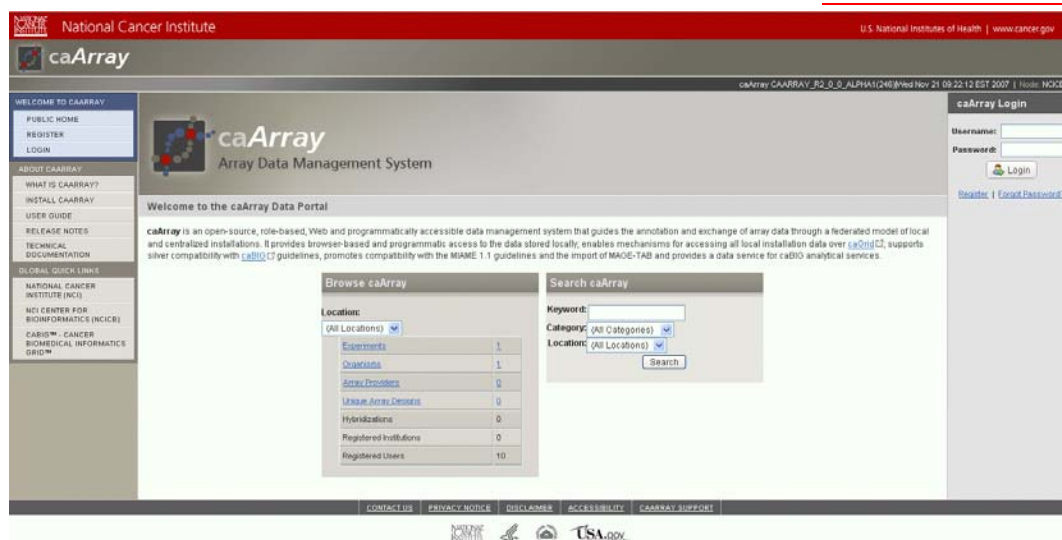 NATIONAL CANCER INSTITUTE
National Cancer Institute
U.S. National Institutes of Health | www.cancer.gov
caArray
caArray CAARRAY_R2_0_0_ALPHA1(246)Wed Nov 21 09:22:12 EST 2007 | Node: NCICB
WELCOME TO CAARRAY
PUBLIC HOME
REGISTER
LOGIN
ABOUT CAARRAY
WHAT IS CAARRAY?
INSTALL CAARRAY
USER GUIDE
RELEASE NOTES
TECHNICAL
DOCUMENTATION
GLOBAL QUICK LINKS
NATIONAL CANCER
INSTITUTE (NCI)
NCI CENTER FOR
BIOINFORMATICS (NCICB)
CABIG™ - CANCER
BIOMEDICAL INFORMATICS
GRID™
caArray
Array Data Management System
Welcome to the caArray Data Portal
caArray is an open-source, role-based, Web and programmatically accessible data management system that guides the annotation and exchange of array data through a federated model of local
and centralized installations. It provides browser-based and programmatic access to the data stored locally; enables mechanisms for accessing all local installation data over caGrid; supports
silver compatibility with caBIG guidelines, promotes compatibility with the MIAME 1.1 guidelines and the import of MAGE-TAB and provides a data service for caBIG analytical services.
Browse caArray
Location:
(All Locations)
Experiments 1
Organisms 1
Array Providers 0
Unique Array Designs 0
Hybridizations 0
Registered Institutions 0
Registered Users 10
Search caArray
Keyword:
Category: (All Categories)
Location: (All Locations)
Search
caArray Login
Username:
Password:
Login
Register | Forgot Password
CONTACT US | PRIVACY NOTICE | DISCLAIMER | ACCESSIBILITY | CAARRAY SUPPORT
NATIONAL CANCER INSTITUTE
USA.gov